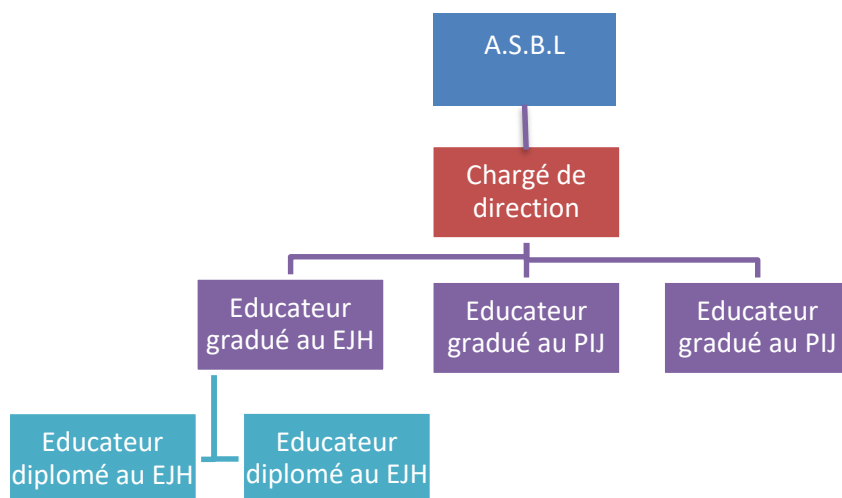 A.S.B.L
Chargé de
direction
Educateur
gradué au EJH
Educateur
gradué au PIJ
Educateur
gradué au PIJ
Educateur
diplomé au EJH
Educateur
diplomé au EJH